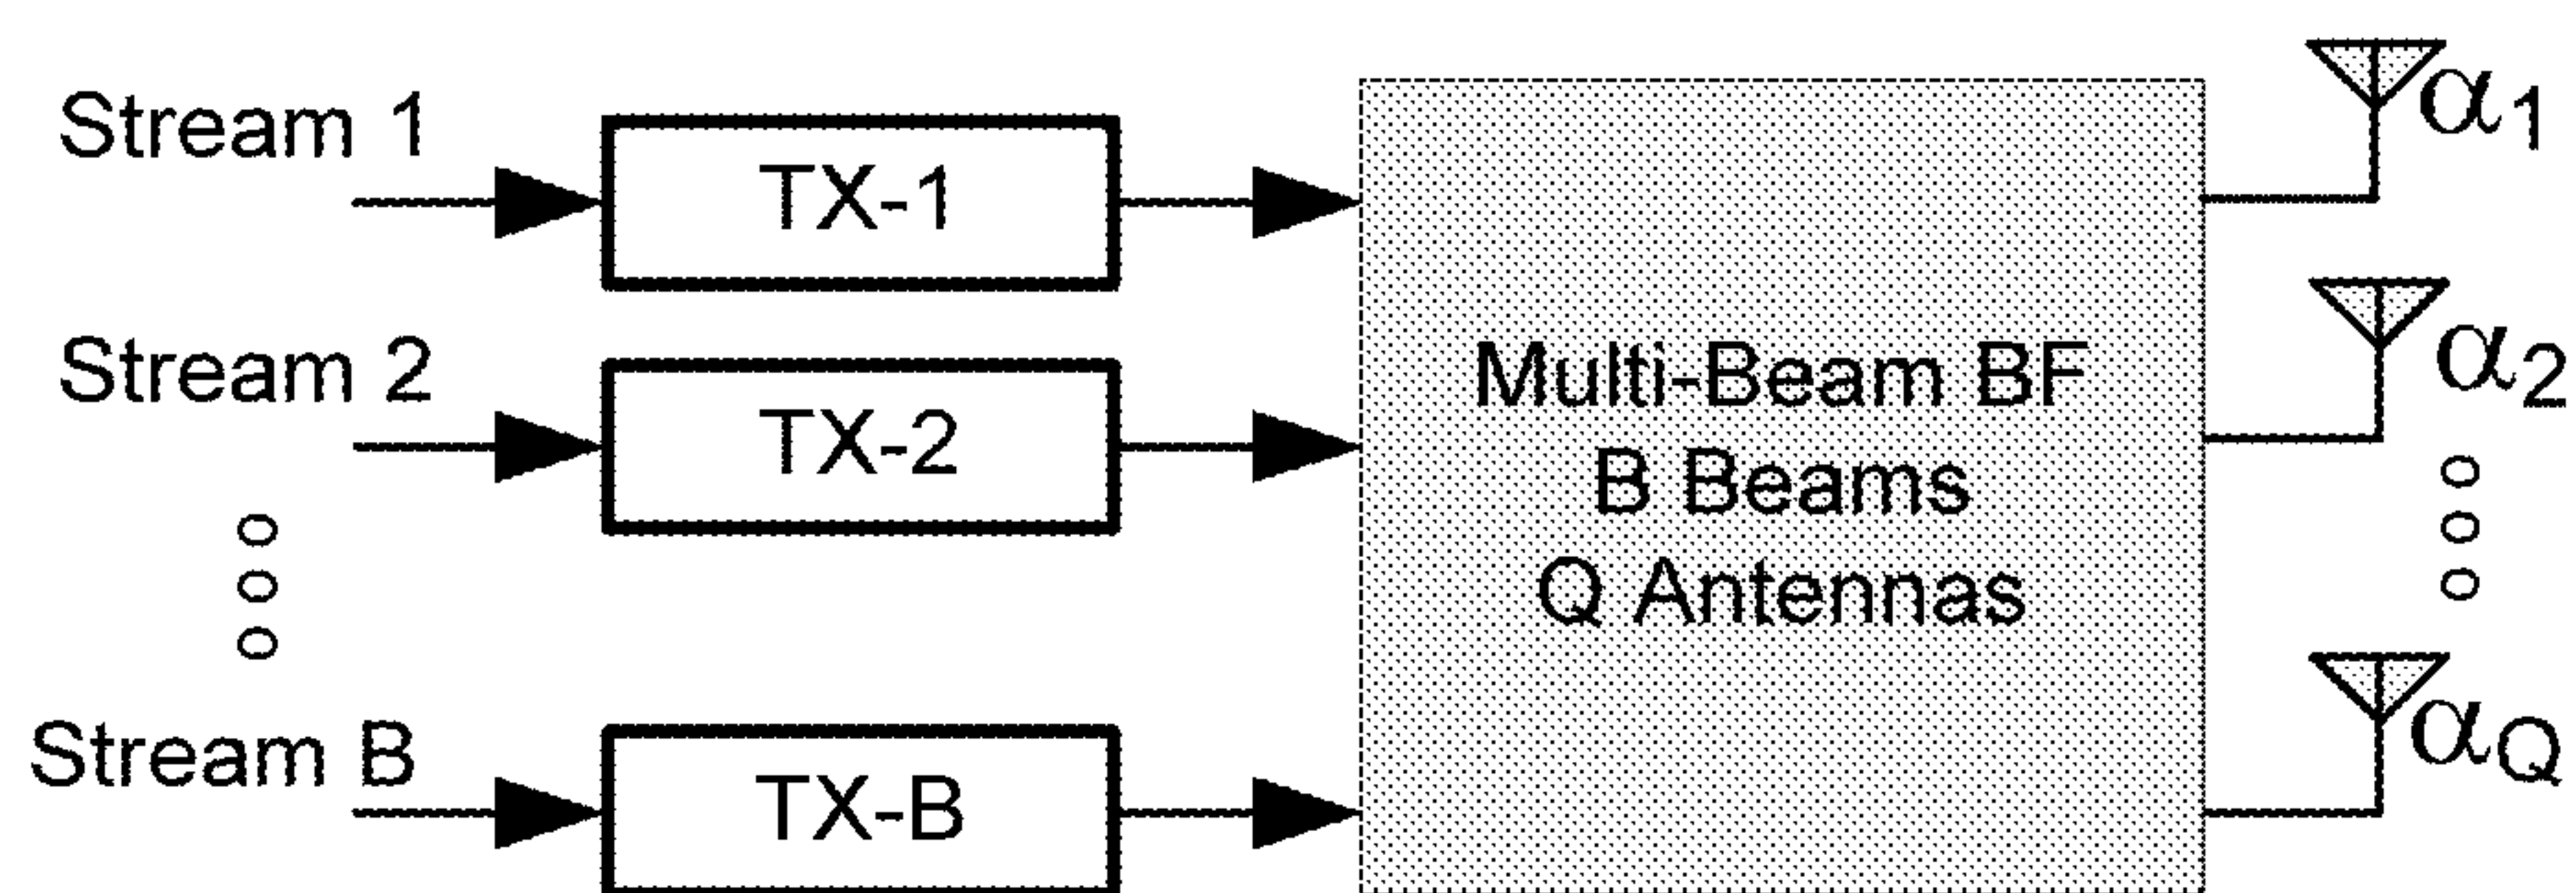 Stream 1
TX-1
α1
Stream 2
TX-2
α2
Multi-Beam BF
B Beams
Q Antennas
Stream B
TX-B
αQ